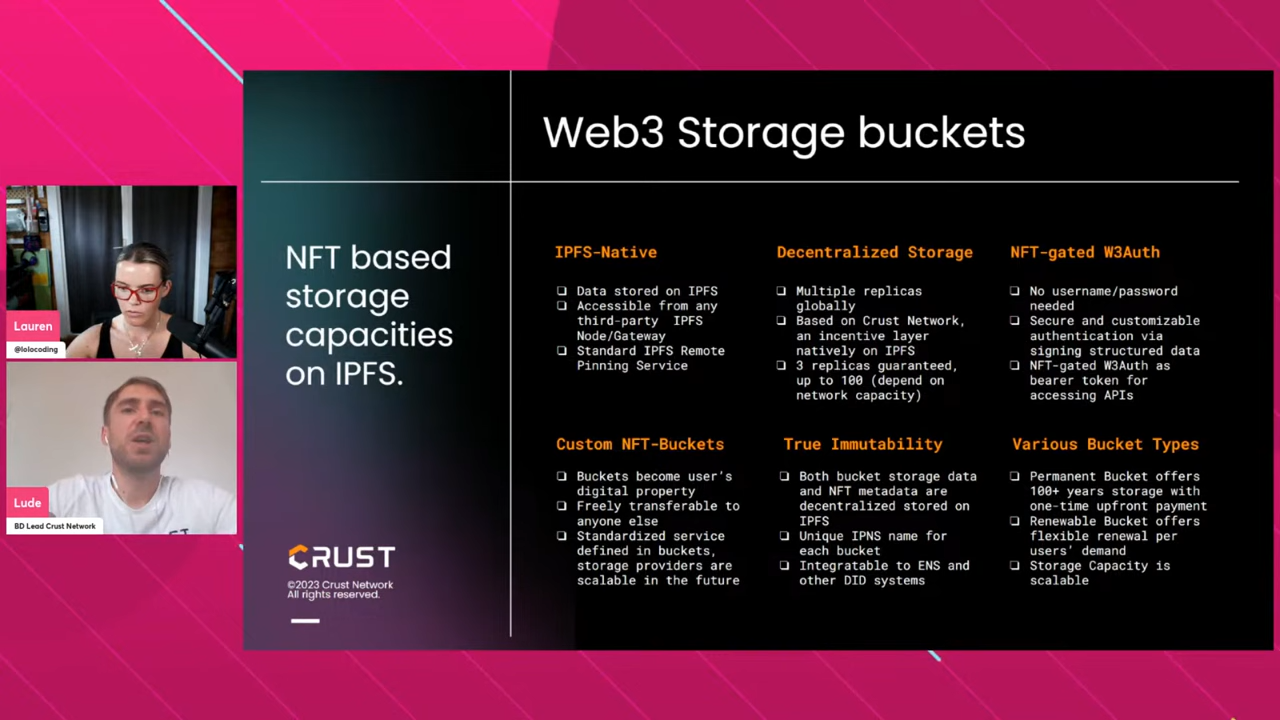 Web3 Storage buckets
NFT based
storage
capacities
on IPFS.
IPFS-Native
❏ Data stored on IPFS
❏ Accessible from any
third-party IPFS
Node/Gateway
❏ Standard IPFS Remote
Pinning Service
Decentralized Storage
❏ Multiple replicas
globally
❏ Based on Crust Network,
an incentive layer
natively on IPFS
❏ 3 replicas guaranteed,
up to 100 (depend on
network capacity)
NFT-gated W3Auth
❏ No username/password
needed
❏ Secure and customizable
authentication via
signing structured data
❏ NFT-gated W3Auth as
bearer token for
accessing APIs
Custom NFT-Buckets
❏ Buckets become user's
digital property
❏ Freely transferable to
anyone else
❏ Standardized service
defined in buckets,
storage providers are
scalable in the future
True Immutability
❏ Both bucket storage data
and NFT metadata are
decentralized stored on
IPFS
❏ Unique IPNS name for
each bucket
❏ Integratable to ENS and
other DID systems
Various Bucket Types
❏ Permanent Bucket offers
100+ years storage with
one-time upfront payment
❏ Renewable Bucket offers
flexible renewal per
users' demand
❏ Storage Capacity is
scalable
CRUST
©2023 Crust Network
All rights reserved.
Lauren
@lolocoding
Lude
BD Lead Crust Network